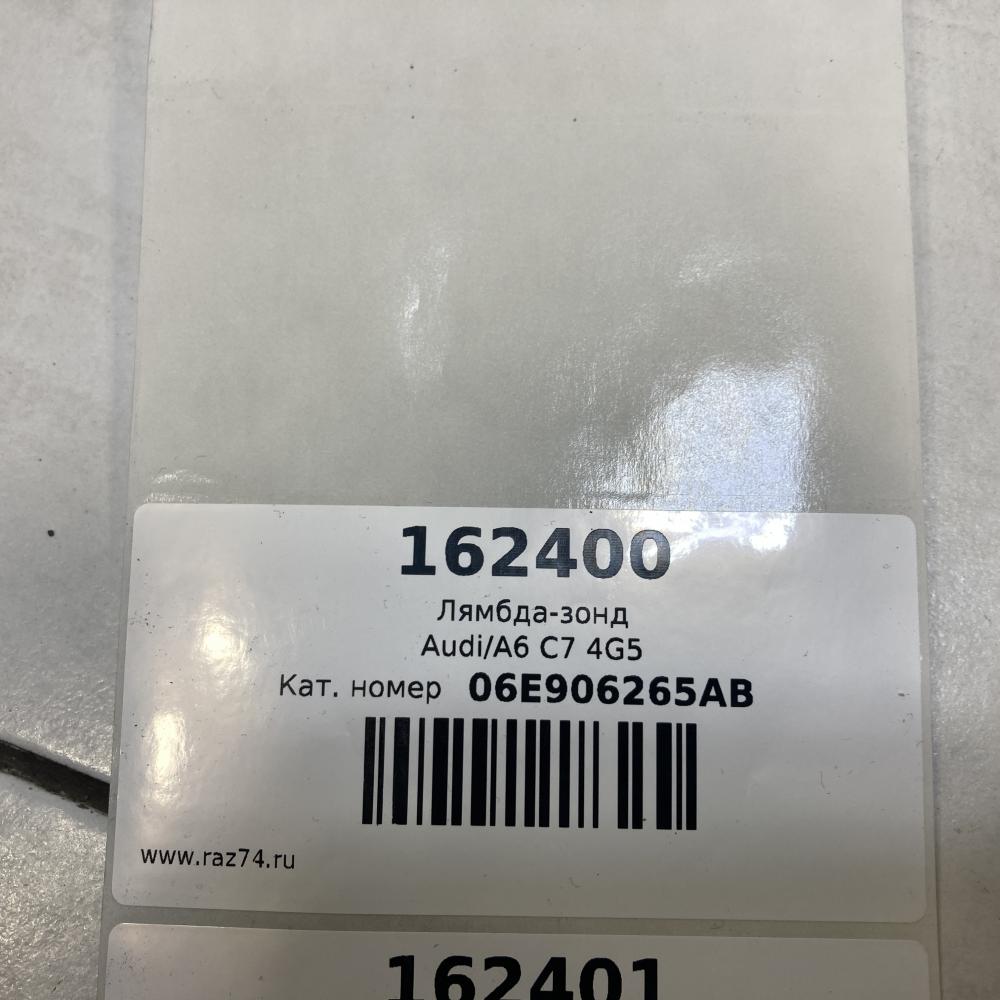 162400
Лямбда-зонд
Audi/A6 C7 4G5
Кат. номер 06E906265AB
www.raz74.ru
162401